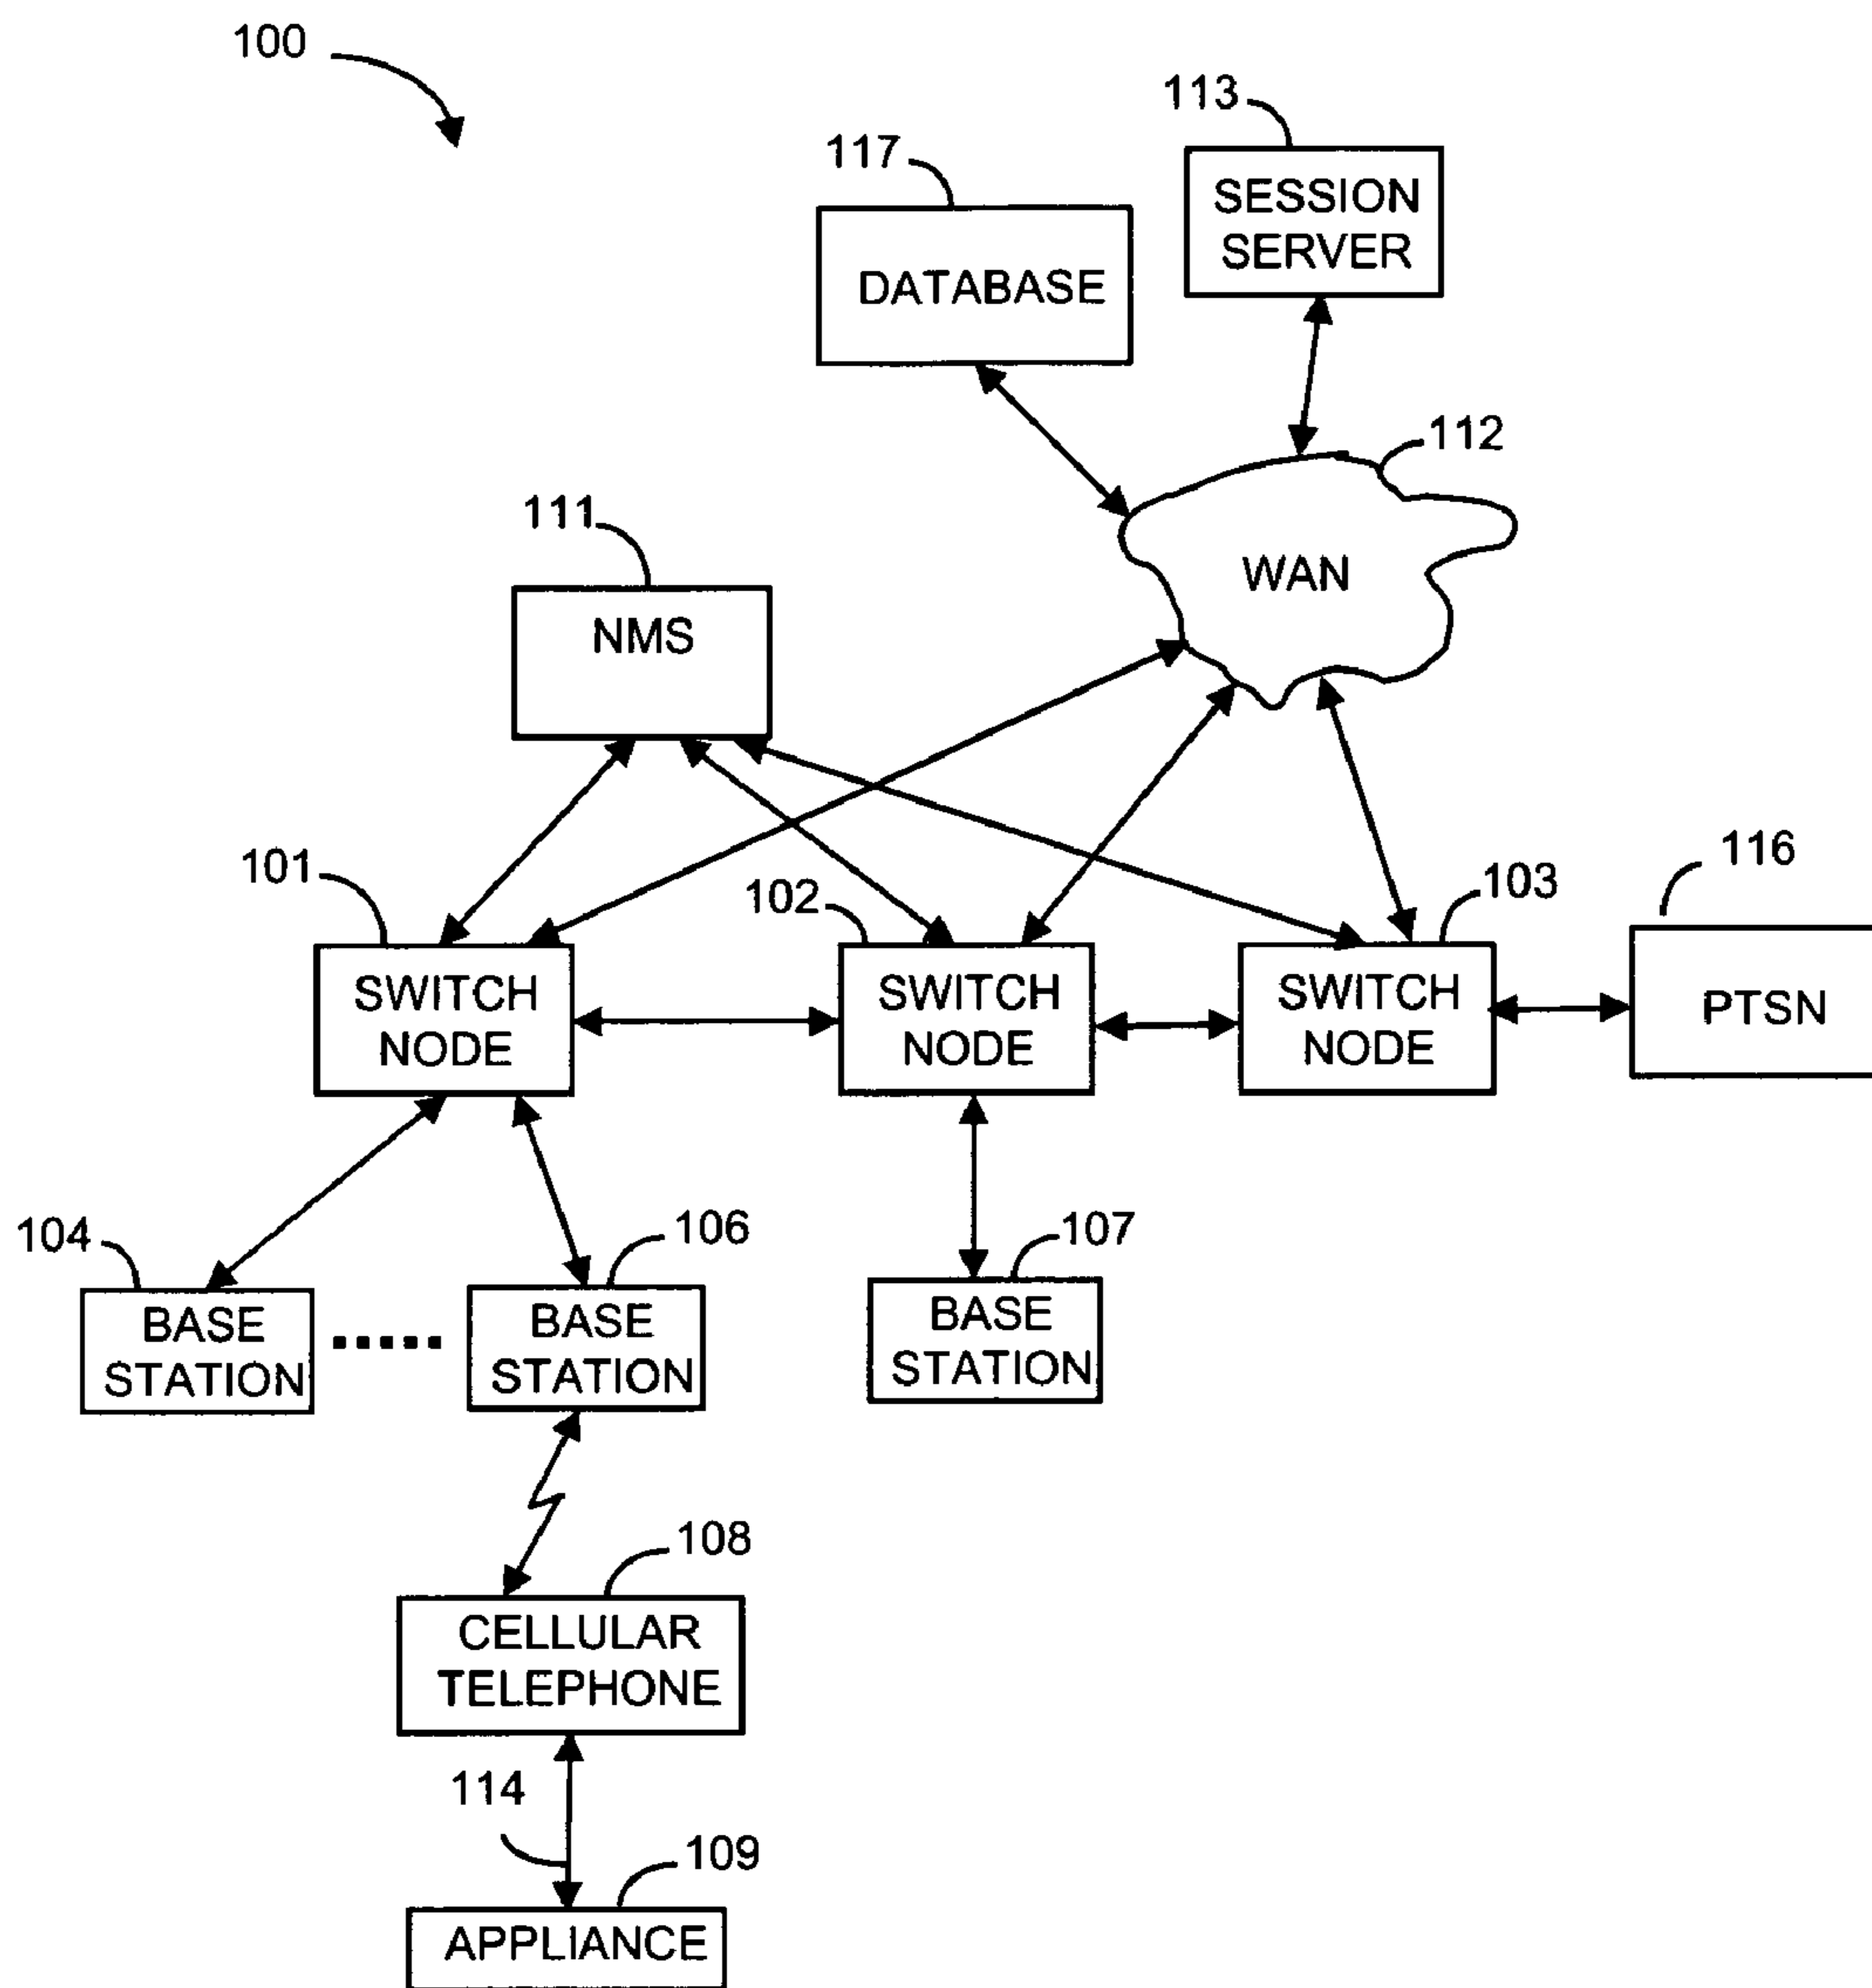 100
113
SESSION
SERVER
117
DATABASE
112
WAN
111
NMS
101
SWITCH
NODE
102
SWITCH
NODE
103
SWITCH
NODE
116
PTSN
104
BASE
STATION
106
BASE
STATION
107
BASE
STATION
108
CELLULAR
TELEPHONE
114
109
APPLIANCE